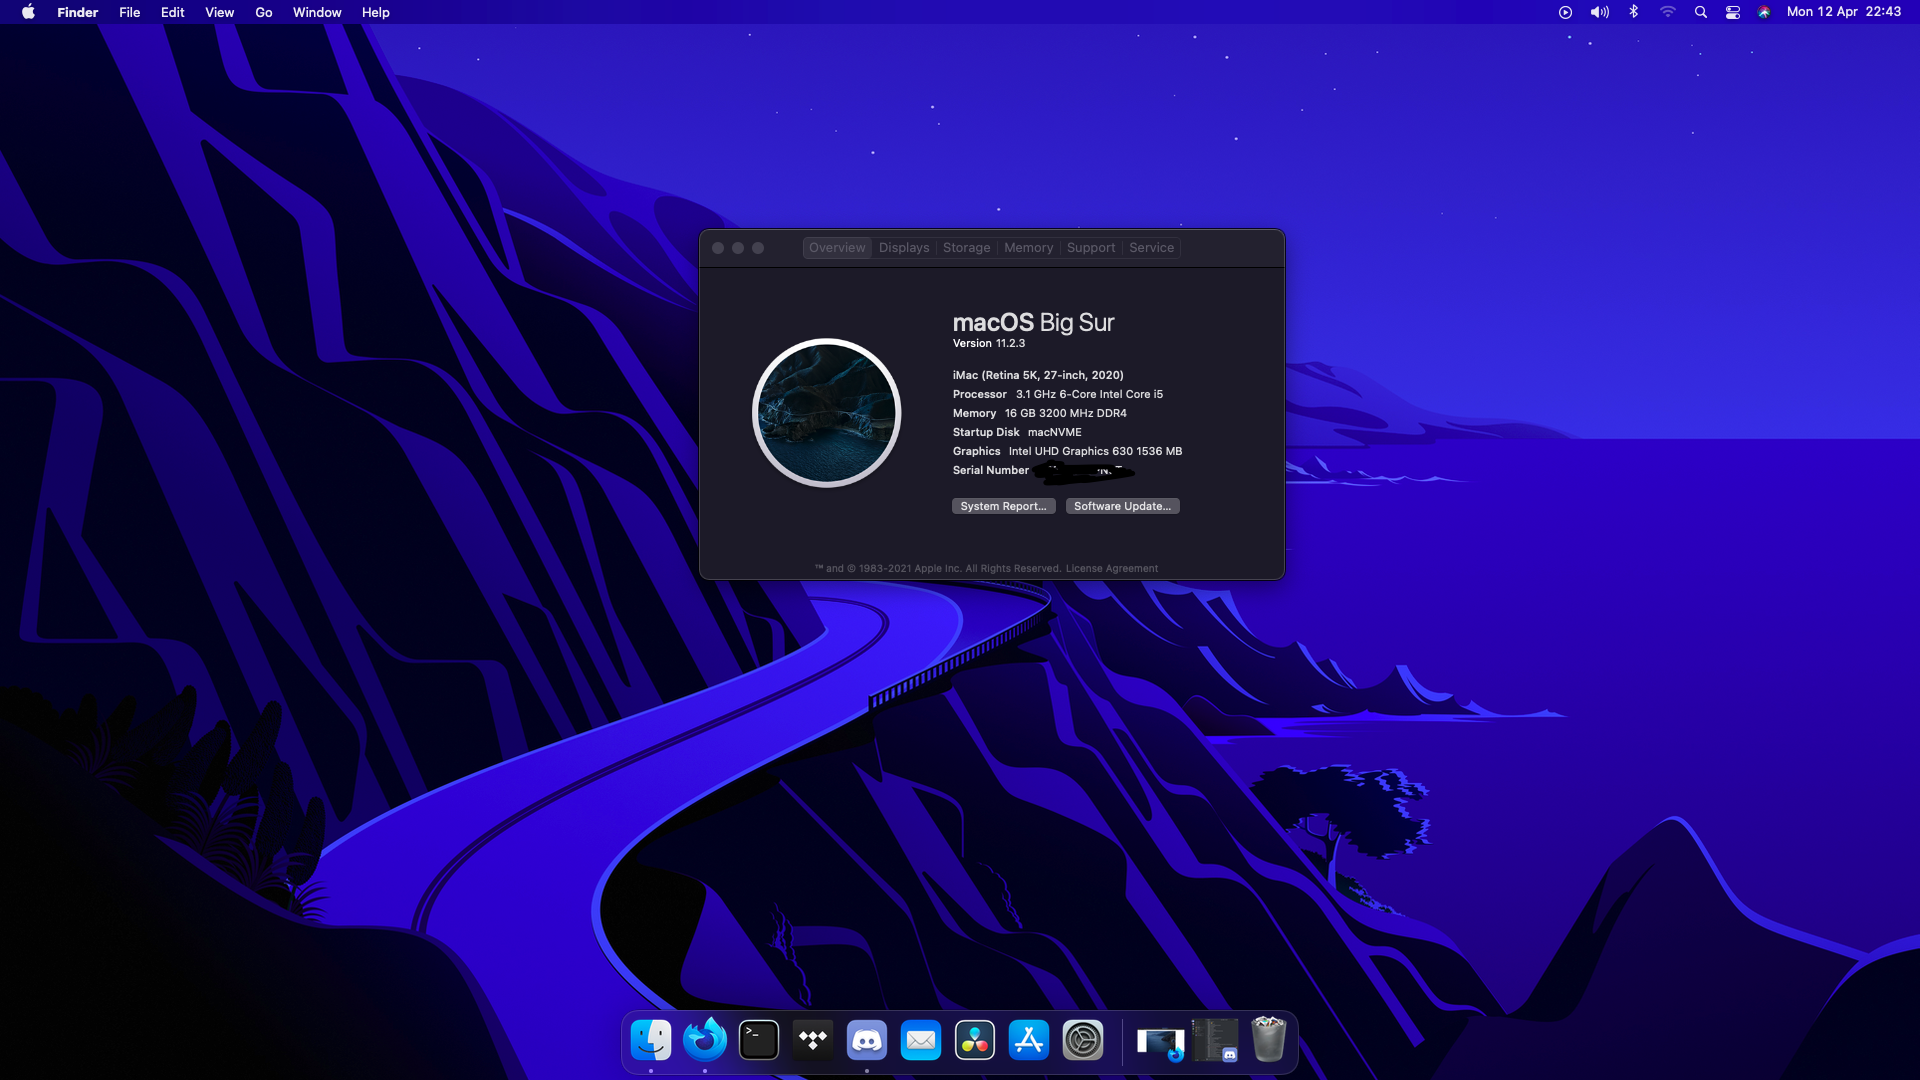 Finder File Edit View Go Window Help Mon 12 Apr 22:43
Overview Displays Storage Memory Support Service
macOS Big Sur
Version 11.2.3
iMac (Retina 5K, 27-inch, 2020)
Processor 3.1 GHz 6-Core Intel Core i5
Memory 16 GB 3200 MHz DDR4
Startup Disk macNVME
Graphics Intel UHD Graphics 630 1536 MB
Serial Number
System Report... Software Update...
™ and © 1983-2021 Apple Inc. All Rights Reserved. License Agreement
>_